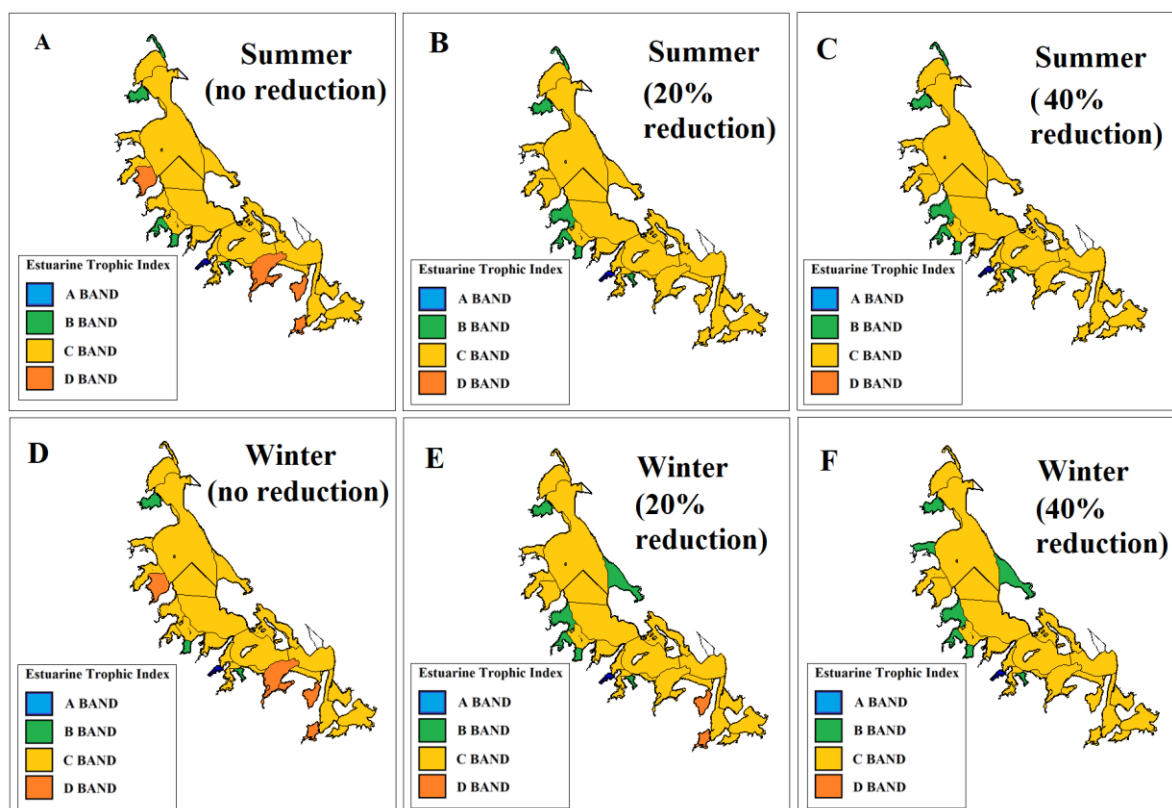 A
Summer
(no reduction)
Estuarine Trophic Index
A BAND
B BAND
C BAND
D BAND
B
Summer
(20%
reduction)
Estuarine Trophic Index
A BAND
B BAND
C BAND
D BAND
C
Summer
(40%
reduction)
Estuarine Trophic Index
A BAND
B BAND
C BAND
D BAND
D
Winter
(no reduction)
Estuarine Trophic Index
A BAND
B BAND
C BAND
D BAND
E
Winter
(20%
reduction)
Estuarine Trophic Index
A BAND
B BAND
C BAND
D BAND
F
Winter
(40%
reduction)
Estuarine Trophic Index
A BAND
B BAND
C BAND
D BAND